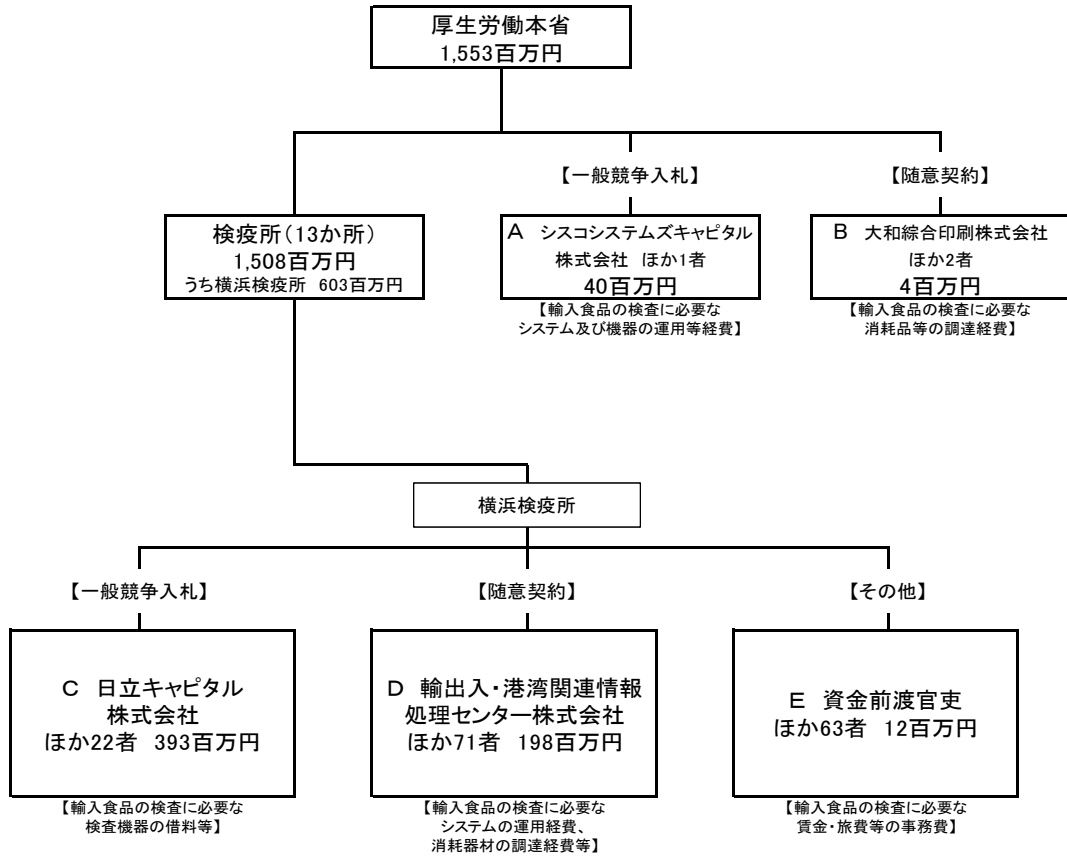 厚生労働本省
1,553百万円
【一般競争入札】
【随意契約】
検疫所(13か所)
1,508百万円
うち横浜検疫所 603百万円
A シスコシステムズキャピタル
株式会社 ほか1者
40百万円
【輸入食品の検査に必要な
システム及び機器の運用等経費】
B 大和綜合印刷株式会社
ほか2者
4百万円
【輸入食品の検査に必要な
消耗品等の調達経費】
横浜検疫所
【一般競争入札】
【随意契約】
【その他】
C 日立キャピタル
株式会社
ほか22者 393百万円
【輸入食品の検査に必要な
検査機器の借料等】
D 輸出入・港湾関連情報
処理センター株式会社
ほか71者 198百万円
【輸入食品の検査に必要な
システムの運用経費、
消耗器材の調達経費等】
E 資金前渡官吏
ほか63者 12百万円
【輸入食品の検査に必要な
賃金・旅費等の事務費】